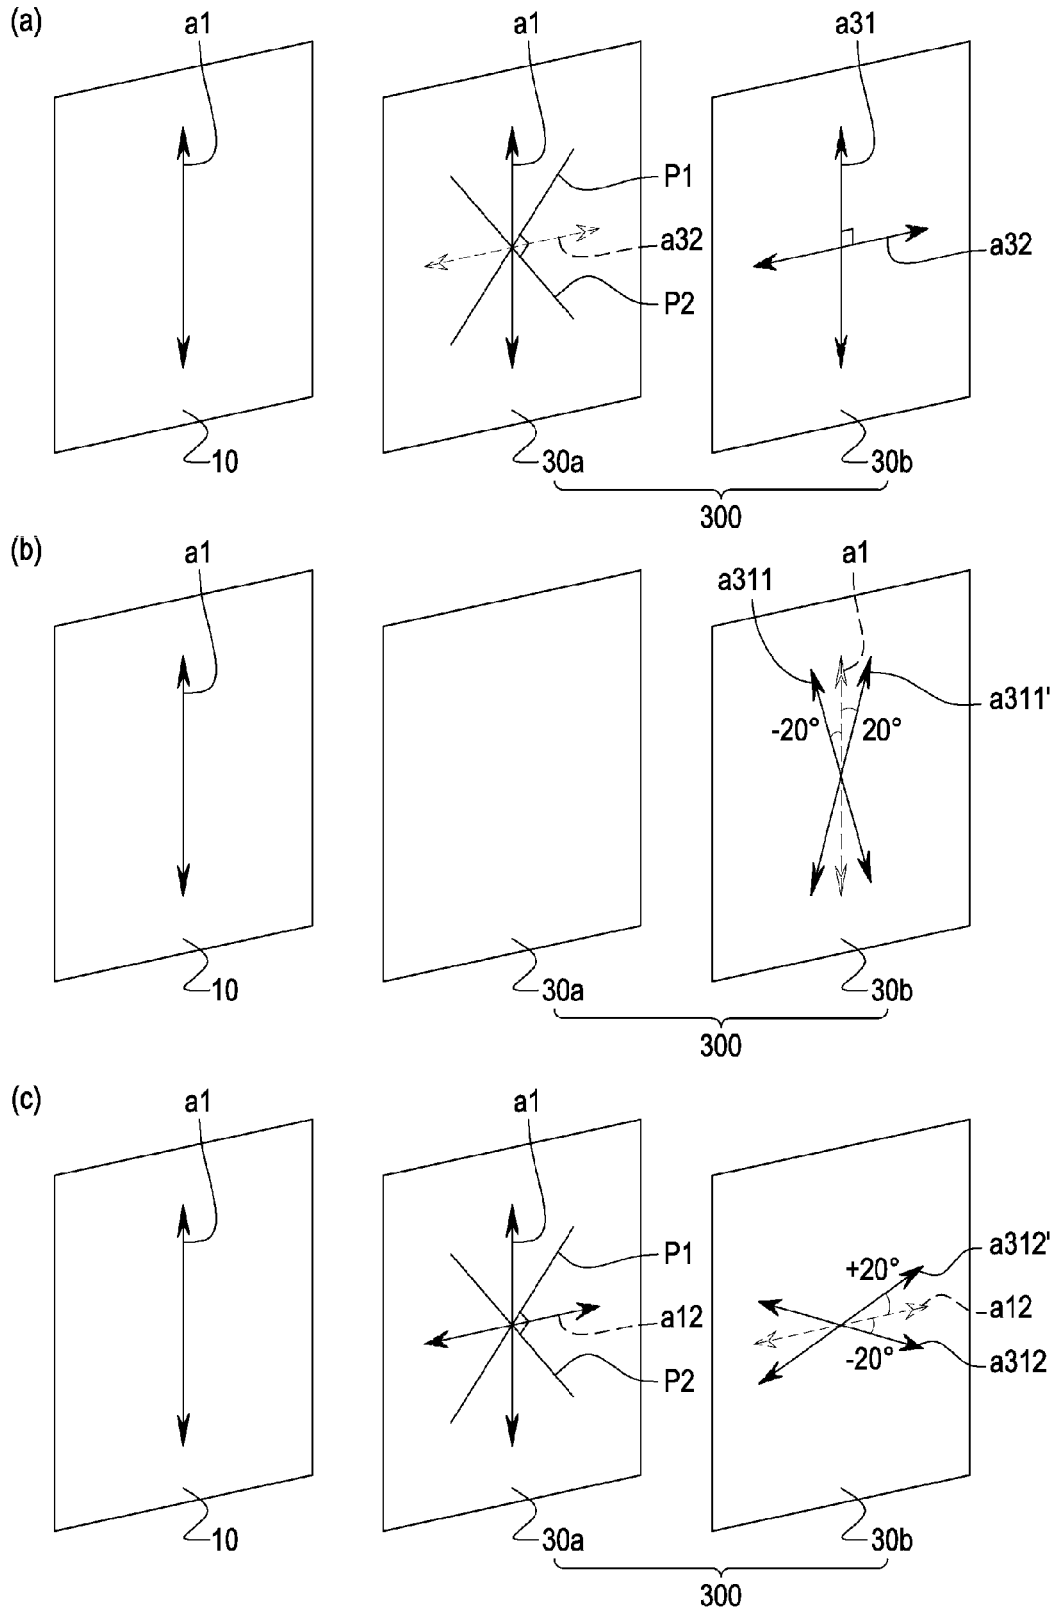 (a)
a1 a1 a31
P1
a32 a32
P2
10 30a 30b
300
(b)
a1 a1
a311
a311'
-20° 20°
10 30a 30b
300
(c)
a1 a1
P1 a312'
+20°
a12 a12
-20° a312
P2
10 30a 30b
300